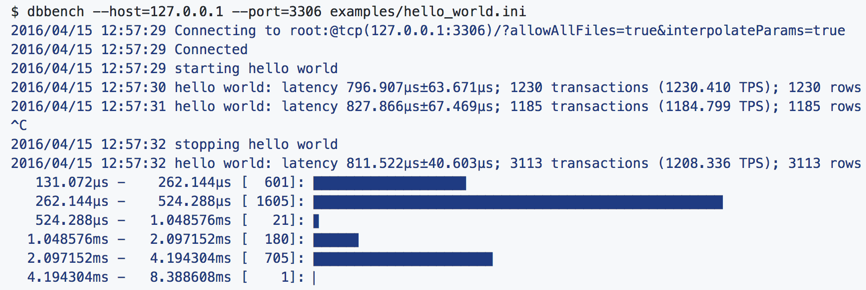 $ dbbench --host=127.0.0.1 --port=3306 examples/hello_world.ini
2016/04/15 12:57:29 Connecting to root:@tcp(127.0.0.1:3306)/?allowAllFiles=true&interpolateParams=true
2016/04/15 12:57:29 Connected
2016/04/15 12:57:29 starting hello world
2016/04/15 12:57:30 hello world: latency 796.907µs±63.671µs; 1230 transactions (1230.410 TPS); 1230 rows
2016/04/15 12:57:31 hello world: latency 827.866µs±67.469µs; 1185 transactions (1184.799 TPS); 1185 rows
^C
2016/04/15 12:57:32 stopping hello world
2016/04/15 12:57:32 hello world: latency 811.522µs±40.603µs; 3113 transactions (1208.336 TPS); 3113 rows
131.072µs - 262.144µs [ 601]:
262.144µs - 524.288µs [ 1605]:
524.288µs - 1.048576ms [ 21]:
1.048576ms - 2.097152ms [ 180]:
2.097152ms - 4.194304ms [ 705]:
4.194304ms - 8.388608ms [ 1]: